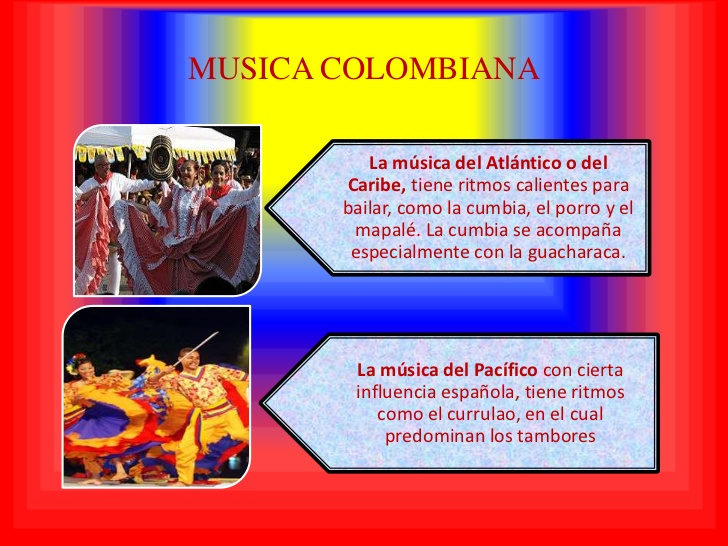 MUSICA COLOMBIANA
La música del Atlántico o del
Caribe, tiene ritmos calientes para
bailar, como la cumbia, el porro y el
mapalé. La cumbia se acompaña
especialmente con la guacharaca.
La música del Pacífico con cierta
influencia española, tiene ritmos
como el currulao, en el cual
predominan los tambores